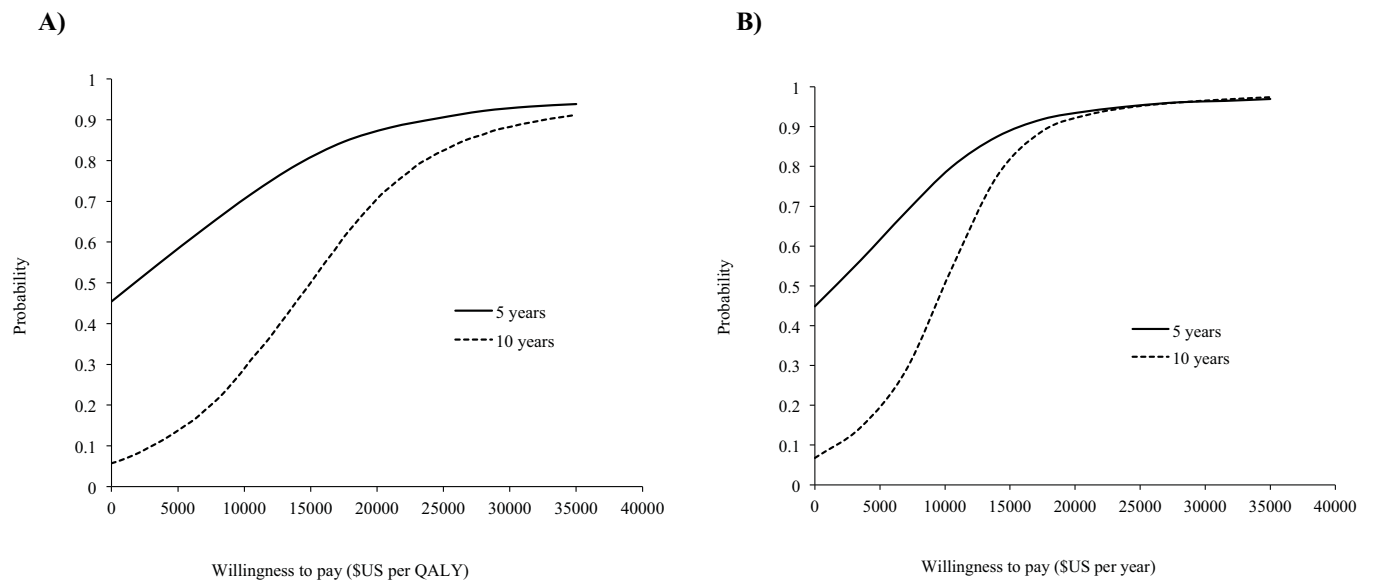 A)
1
0.9
0.8
0.7
0.6
0.5
0.4
0.3
0.2
0.1
0
Probability
5 years
10 years
0 5000 10000 15000 20000 25000 30000 35000 40000
Willingness to pay ($US per QALY)
B)
1
0.9
0.8
0.7
0.6
0.5
0.4
0.3
0.2
0.1
0
Probability
5 years
10 years
0 5000 10000 15000 20000 25000 30000 35000 40000
Willingness to pay ($US per year)